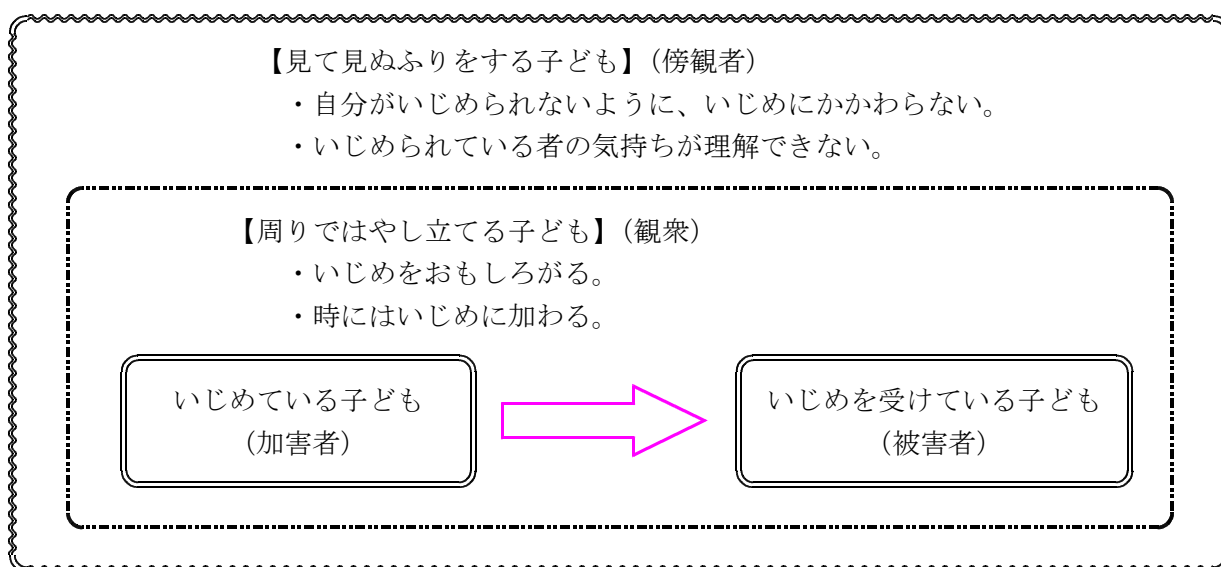 【見て見ぬふりをする子ども】(傍観者)
・自分がいじめられないように、いじめにかかわらない。
・いじめられている者の気持ちが理解できない。
【周りではやし立てる子ども】(観衆)
・いじめをおもしろがる。
・時にはいじめに加わる。
いじめている子ども
(加害者)
いじめを受けている子ども
(被害者)